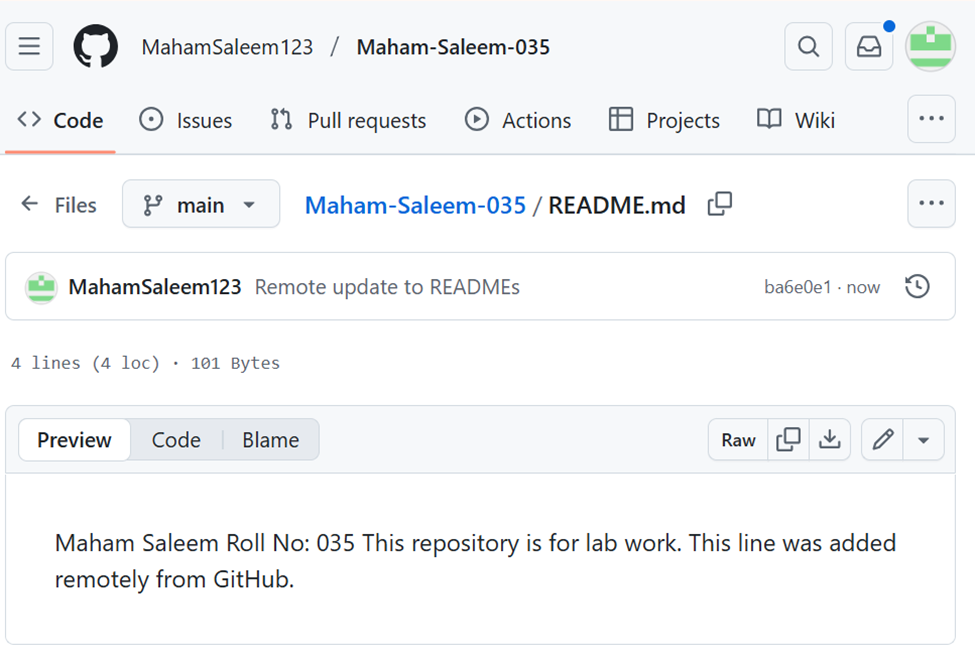 MahamSaleem123 / Maham-Saleem-035
Code Issues Pull requests Actions Projects Wiki
Files main Maham-Saleem-035 / README.md
MahamSaleem123 Remote update to READMEs ba6e0e1 · now
4 lines (4 loc) · 101 Bytes
Preview Code Blame Raw
Maham Saleem Roll No: 035 This repository is for lab work. This line was added
remotely from GitHub.